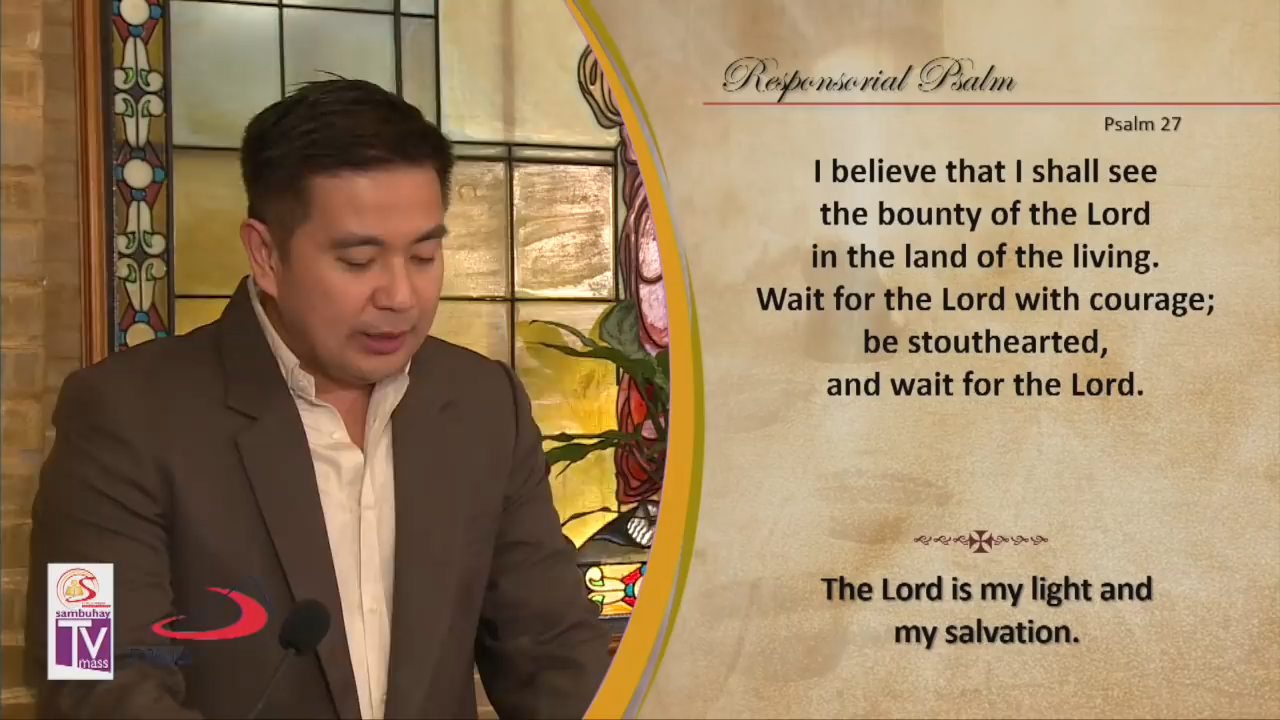 Responsorial Psalm
Psalm 27
I believe that I shall see
the bounty of the Lord
in the land of the living.
Wait for the Lord with courage;
be stouthearted,
and wait for the Lord.
The Lord is my light and
my salvation.
sambuhay
TV
mass